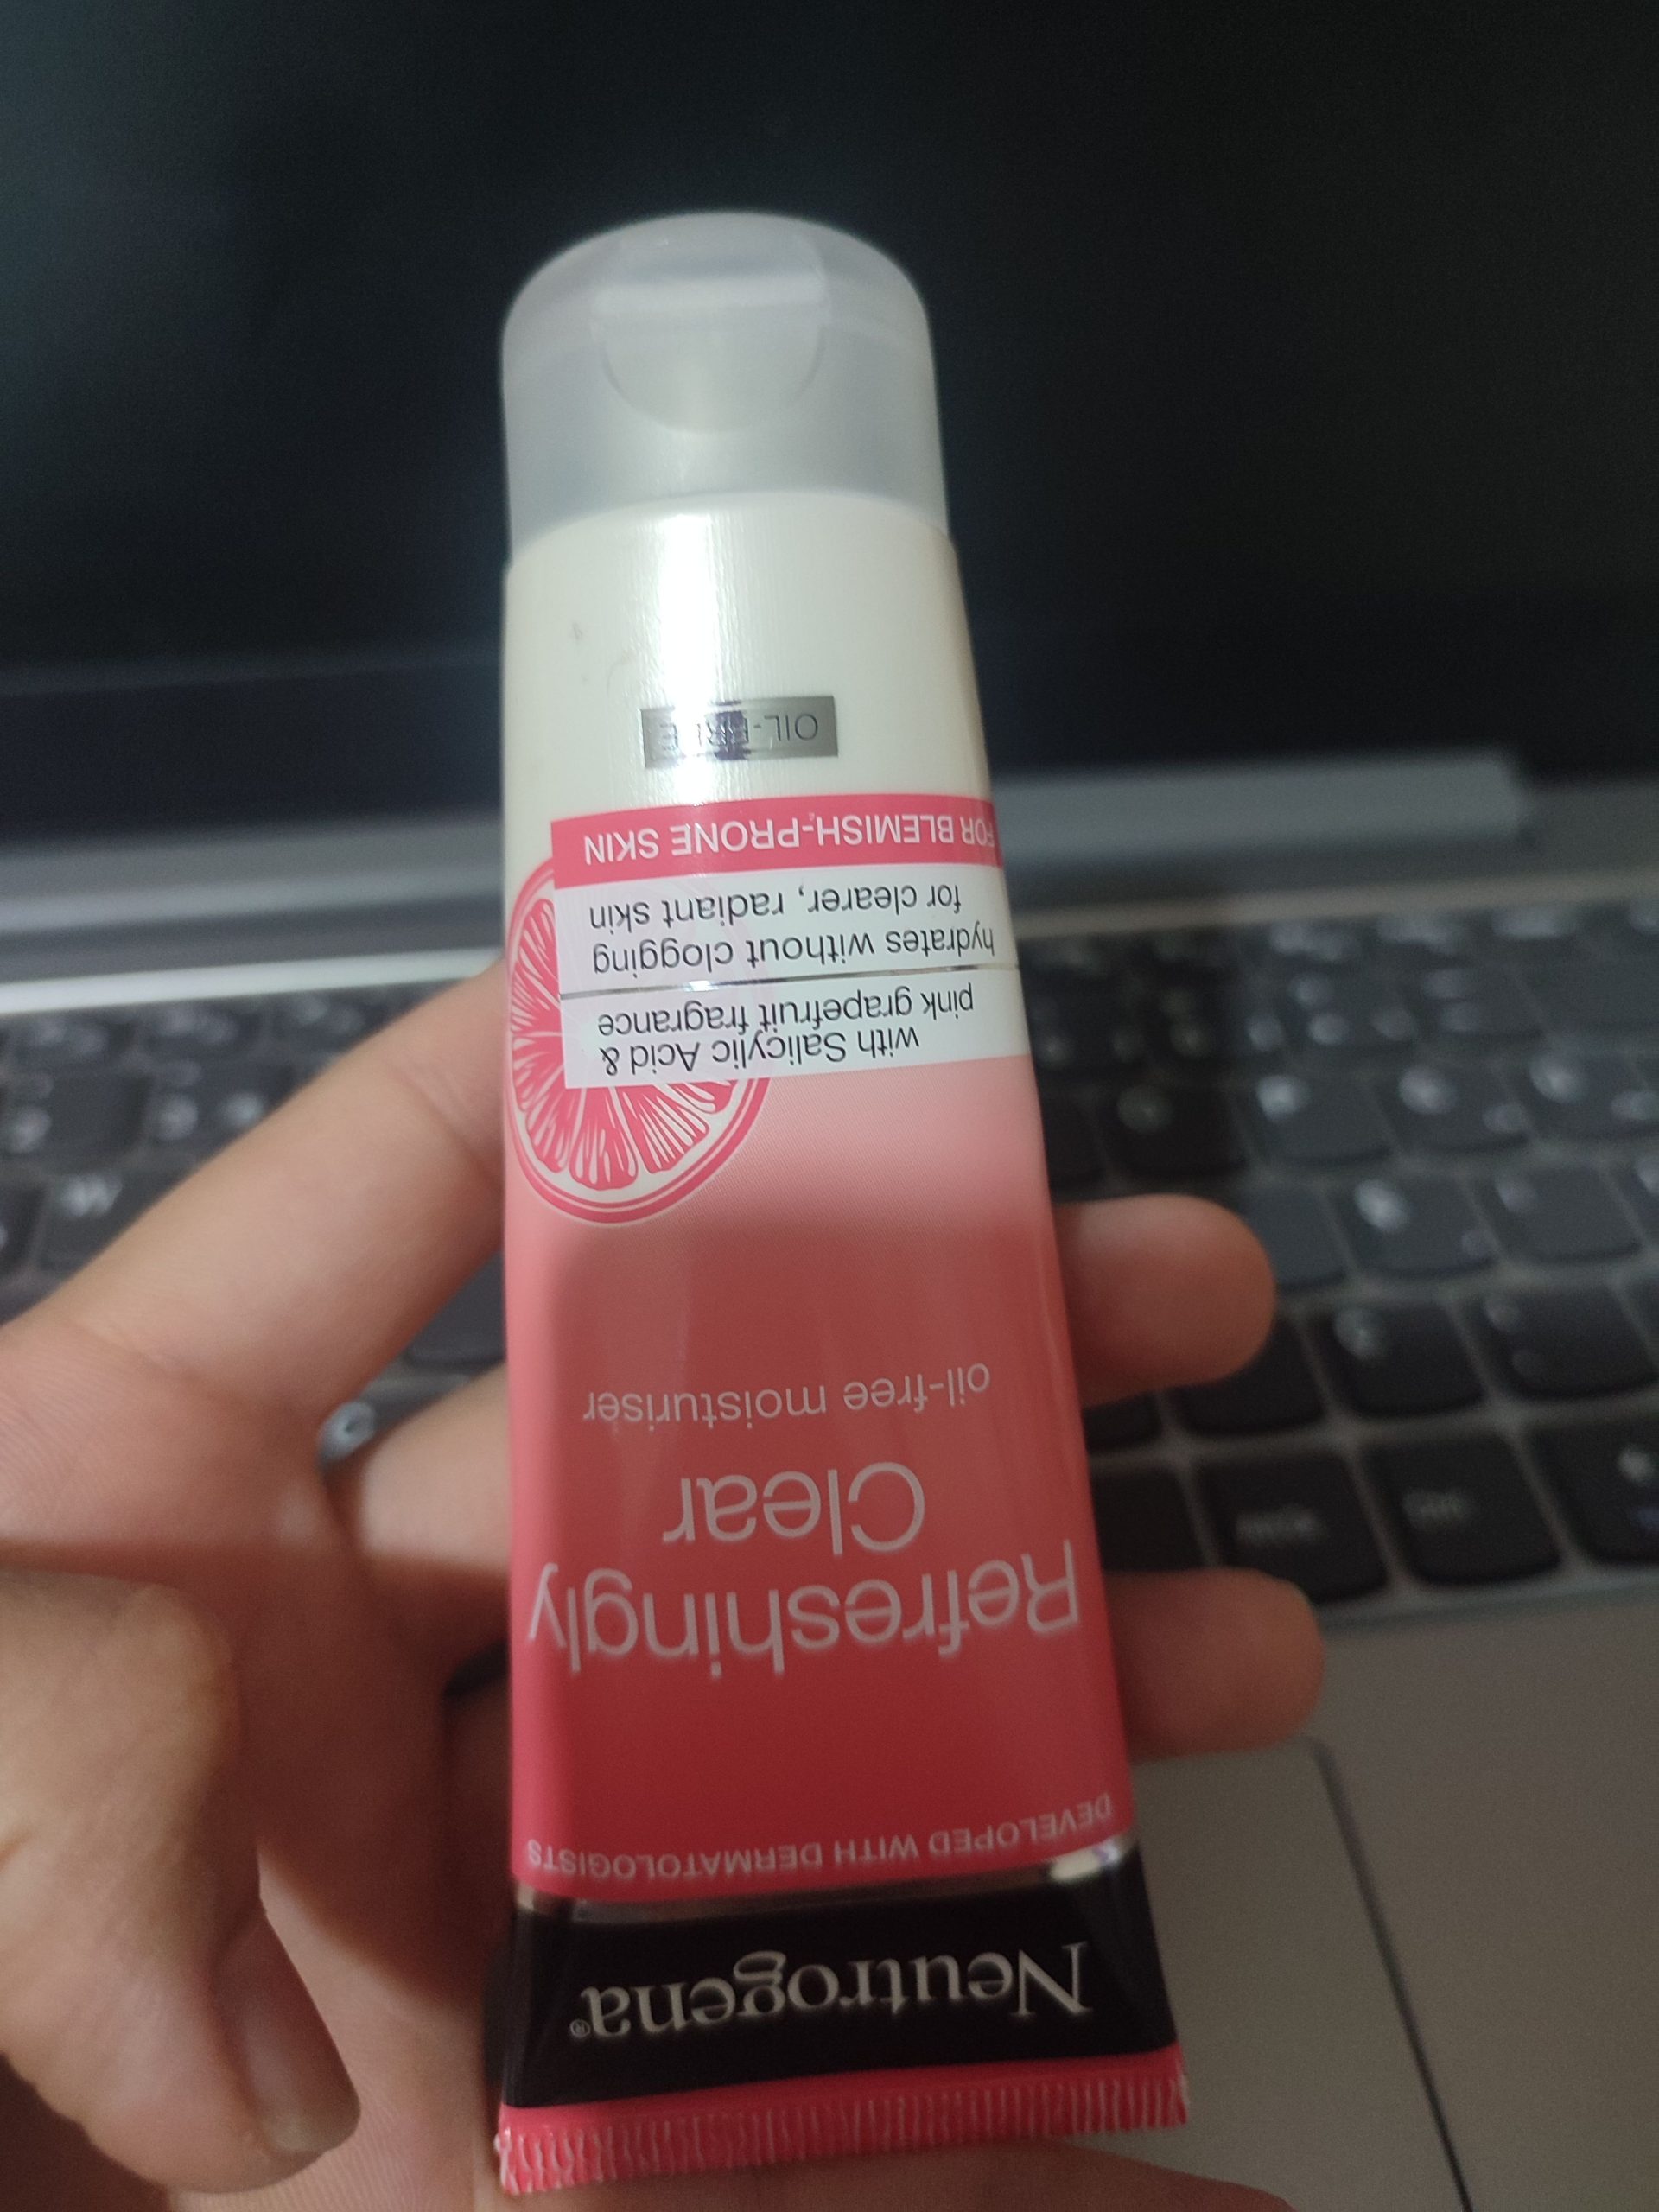 Neutrogena®
DEVELOPED WITH DERMATOLOGISTS
Refreshingly
Clear
oil-free moisturiser
with Salicylic Acid &
pink grapefruit fragrance
hydrates without clogging
for clearer, radiant skin
FOR BLEMISH-PRONE SKIN
OIL-FREE